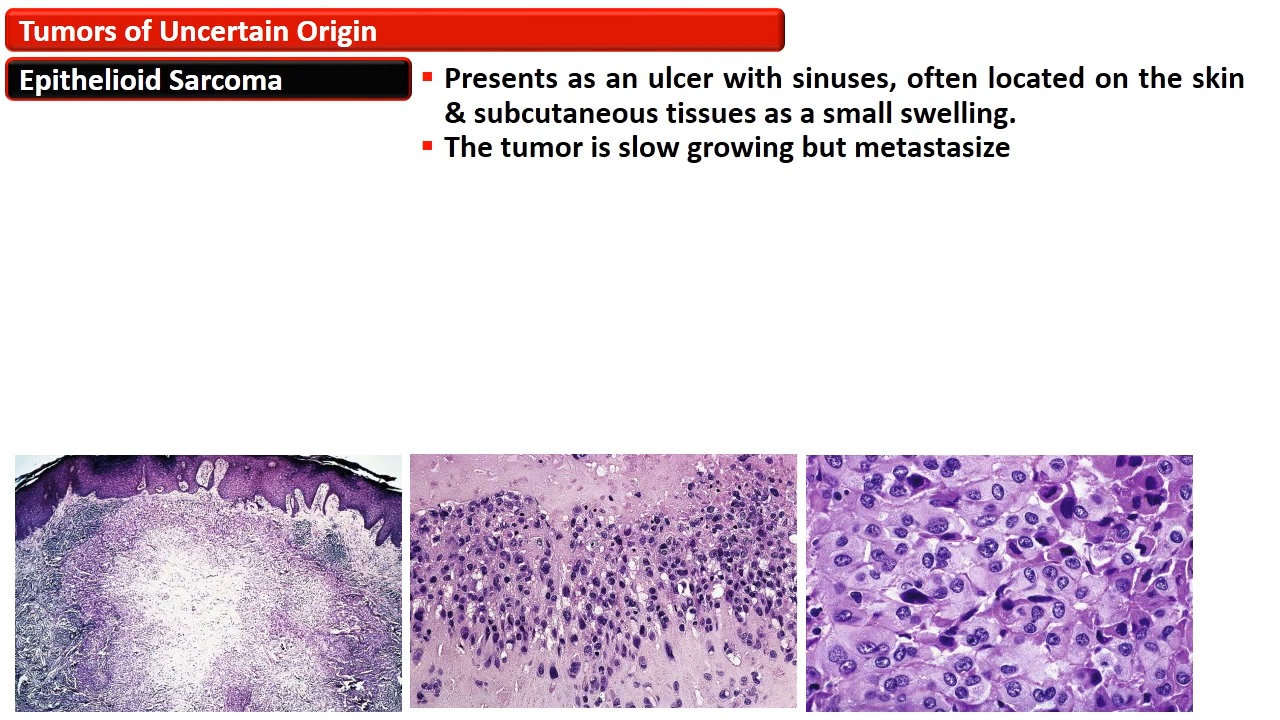 Tumors of Uncertain Origin
Epithelioid Sarcoma
▪ Presents as an ulcer with sinuses, often located on the skin
& subcutaneous tissues as a small swelling.
▪ The tumor is slow growing but metastasize